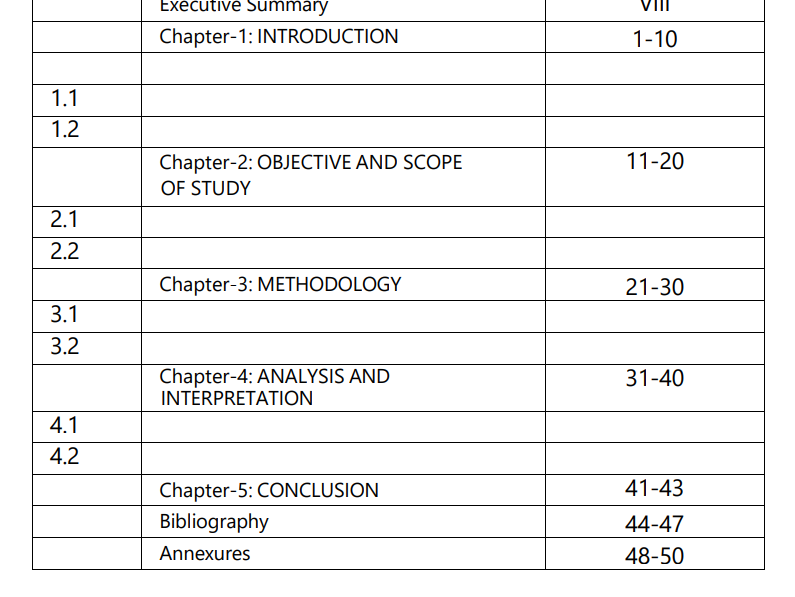 Executive Summary VIII
Chapter-1: INTRODUCTION 1-10
1.1
1.2
Chapter-2: OBJECTIVE AND SCOPE 11-20
OF STUDY
2.1
2.2
Chapter-3: METHODOLOGY 21-30
3.1
3.2
Chapter-4: ANALYSIS AND 31-40
INTERPRETATION
4.1
4.2
Chapter-5: CONCLUSION 41-43
Bibliography 44-47
Annexures 48-50